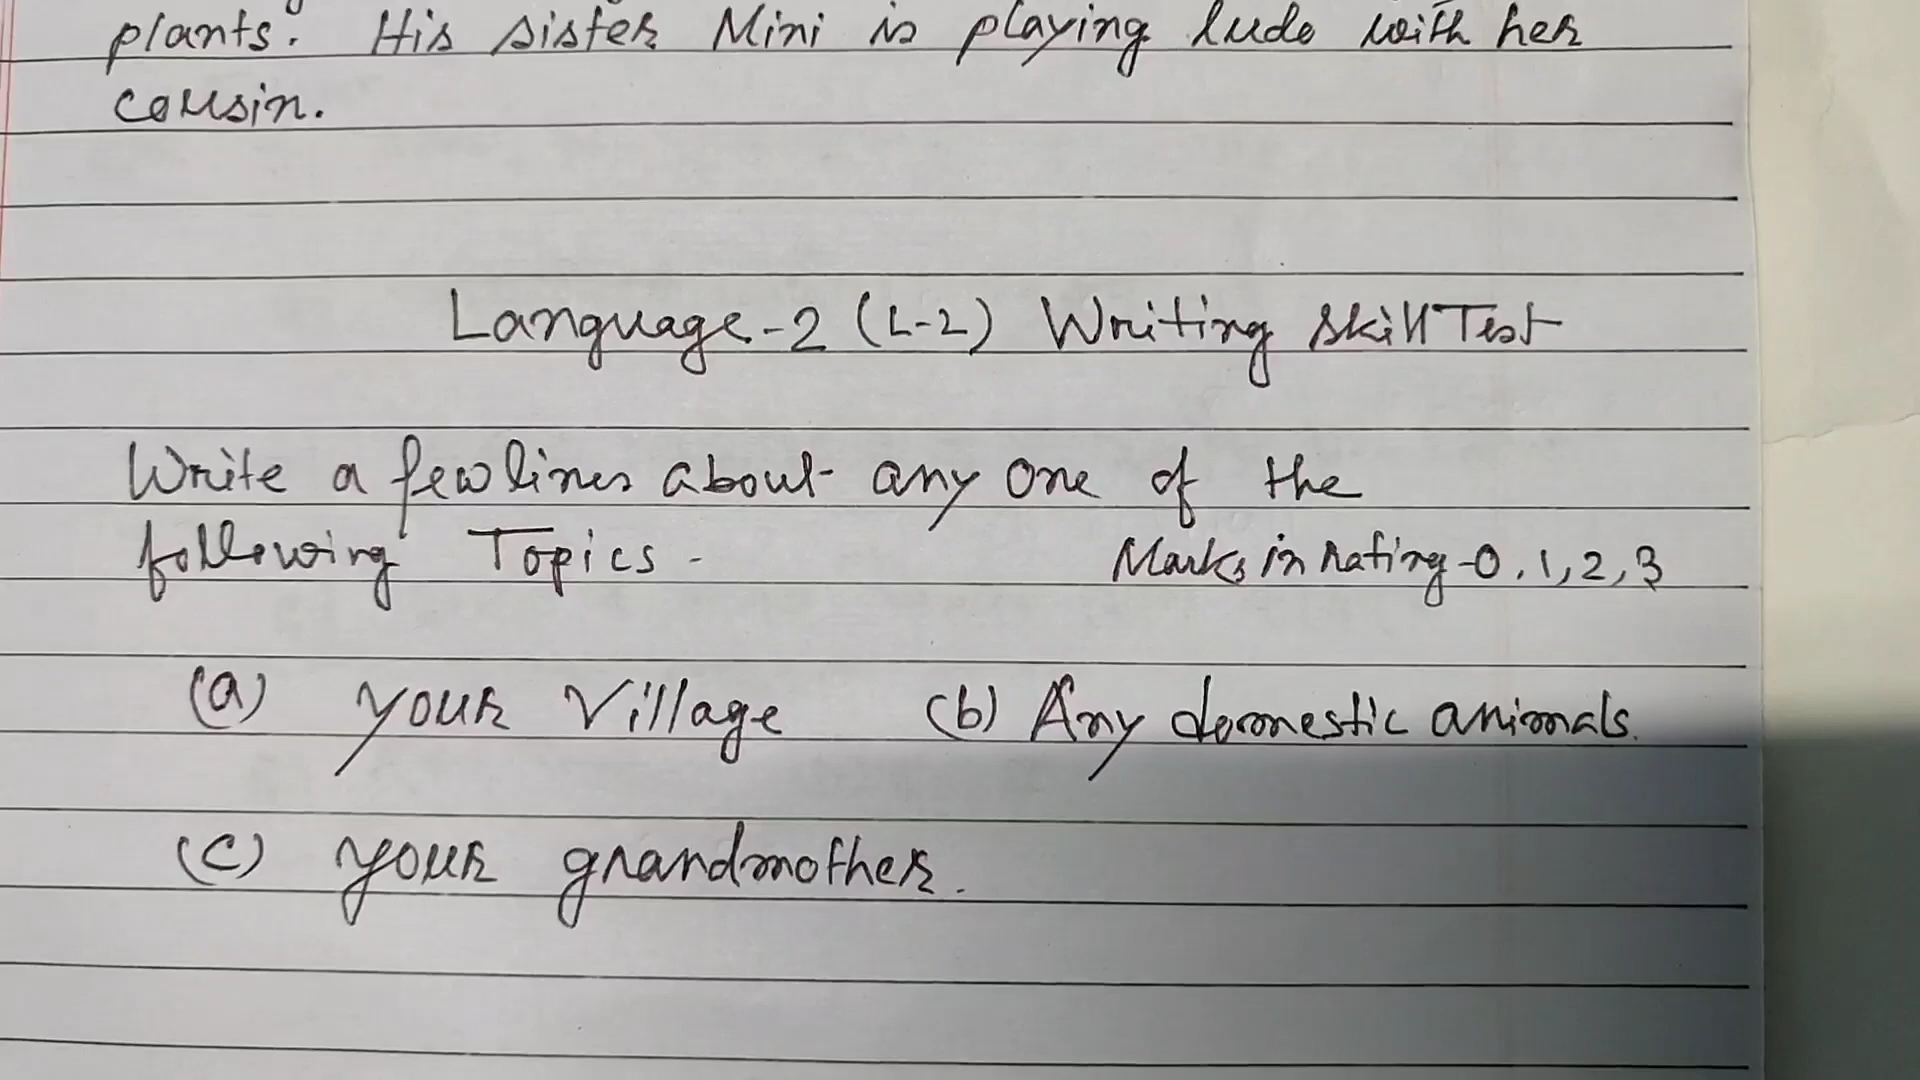 plants. His sister Mini is playing ludo with her
cousin.
Language-2 (L-2) Writing skill Test
Write a few lines about any one of the
following Topics - Marks in rating-0, 1, 2, 3
(a) your Village (b) Any domestic animals.
(c) your grandmother.